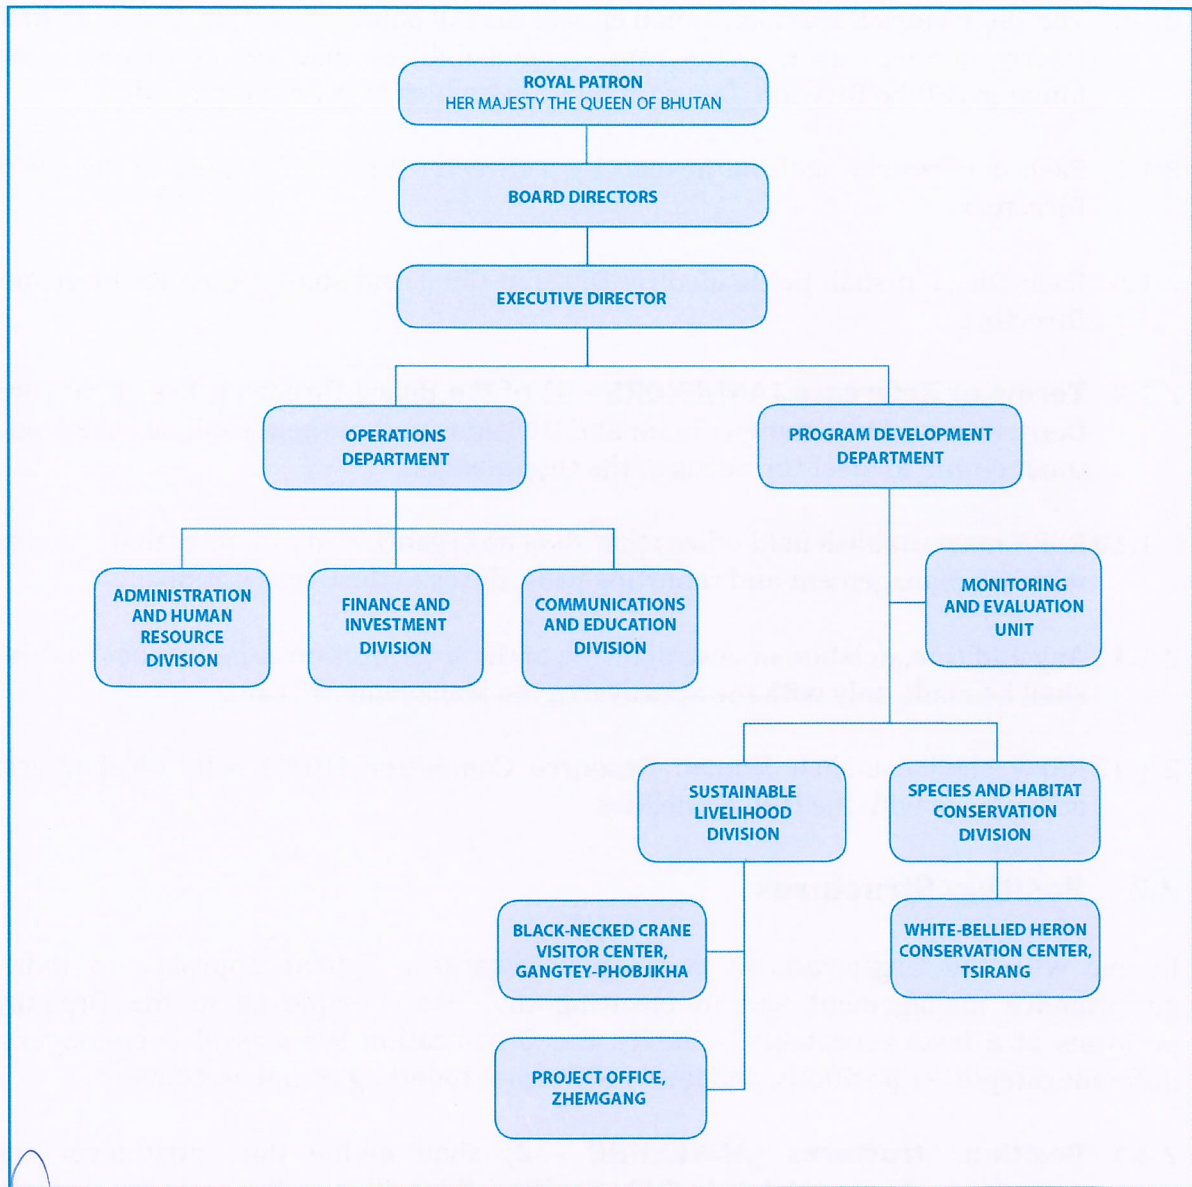 ROYAL PATRON
HER MAJESTY THE QUEEN OF BHUTAN
BOARD DIRECTORS
EXECUTIVE DIRECTOR
OPERATIONS
DEPARTMENT
PROGRAM DEVELOPMENT
DEPARTMENT
ADMINISTRATION
AND HUMAN
RESOURCE
DIVISION
FINANCE AND
INVESTMENT
DIVISION
COMMUNICATIONS
AND EDUCATION
DIVISION
MONITORING
AND EVALUATION
UNIT
SUSTAINABLE
LIVELIHOOD
DIVISION
SPECIES AND HABITAT
CONSERVATION
DIVISION
BLACK-NECKED CRANE
VISITOR CENTER,
GANGTEY-PHOBJIKHA
WHITE-BELLIED HERON
CONSERVATION CENTER,
TSIRANG
PROJECT OFFICE,
ZHEMGANG